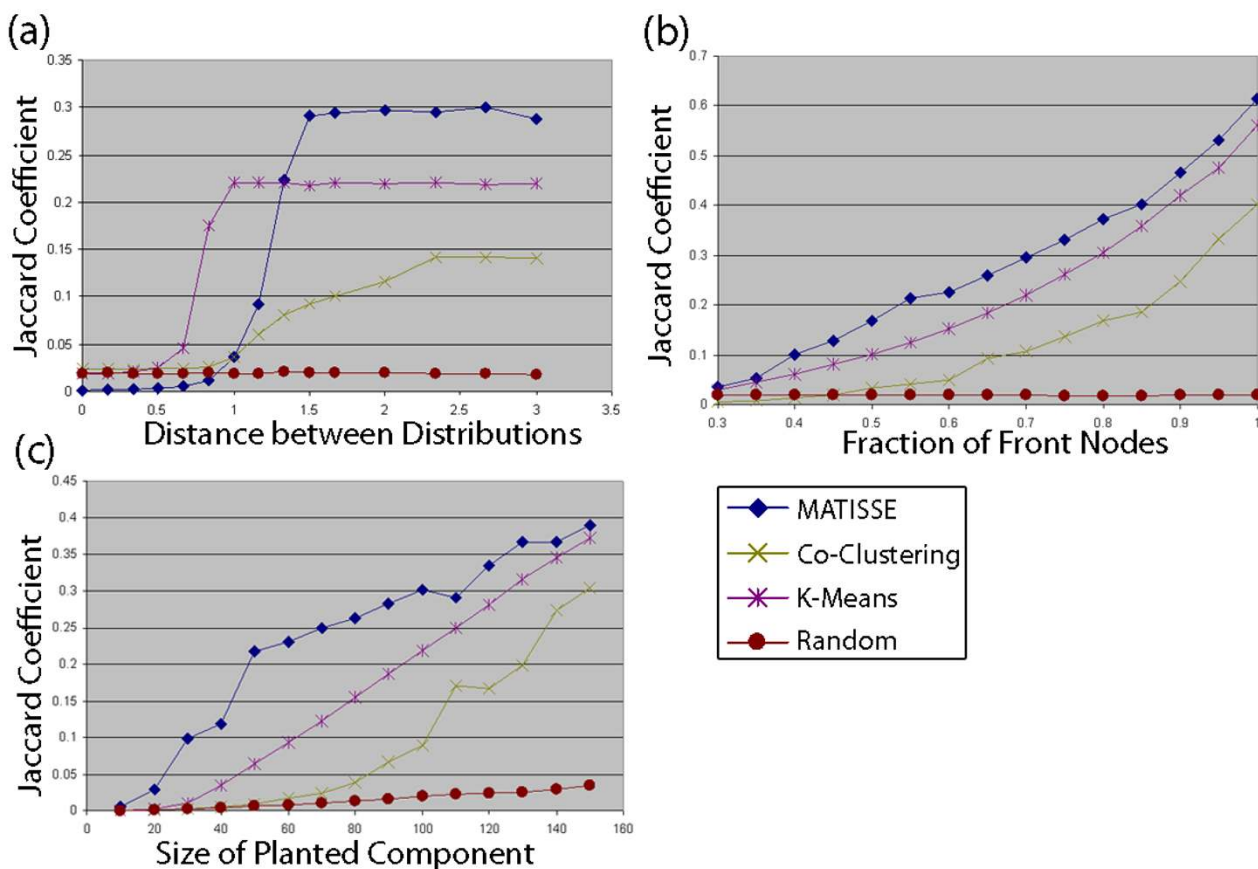 (a)
0.35
0.3
0.25
0.2
0.15
0.1
0.05
0
0 0.5 1 1.5 2 2.5 3 3.5
Jaccard Coefficient
Distance between Distributions
(b)
0.7
0.6
0.5
0.4
0.3
0.2
0.1
0
0.3 0.4 0.5 0.6 0.7 0.8 0.9 1
Jaccard Coefficient
Fraction of Front Nodes
(c)
0.45
0.4
0.35
0.3
0.25
0.2
0.15
0.1
0.05
0
0 20 40 60 80 100 120 140 160
Jaccard Coefficient
Size of Planted Component
MATISSE
Co-Clustering
K-Means
Random